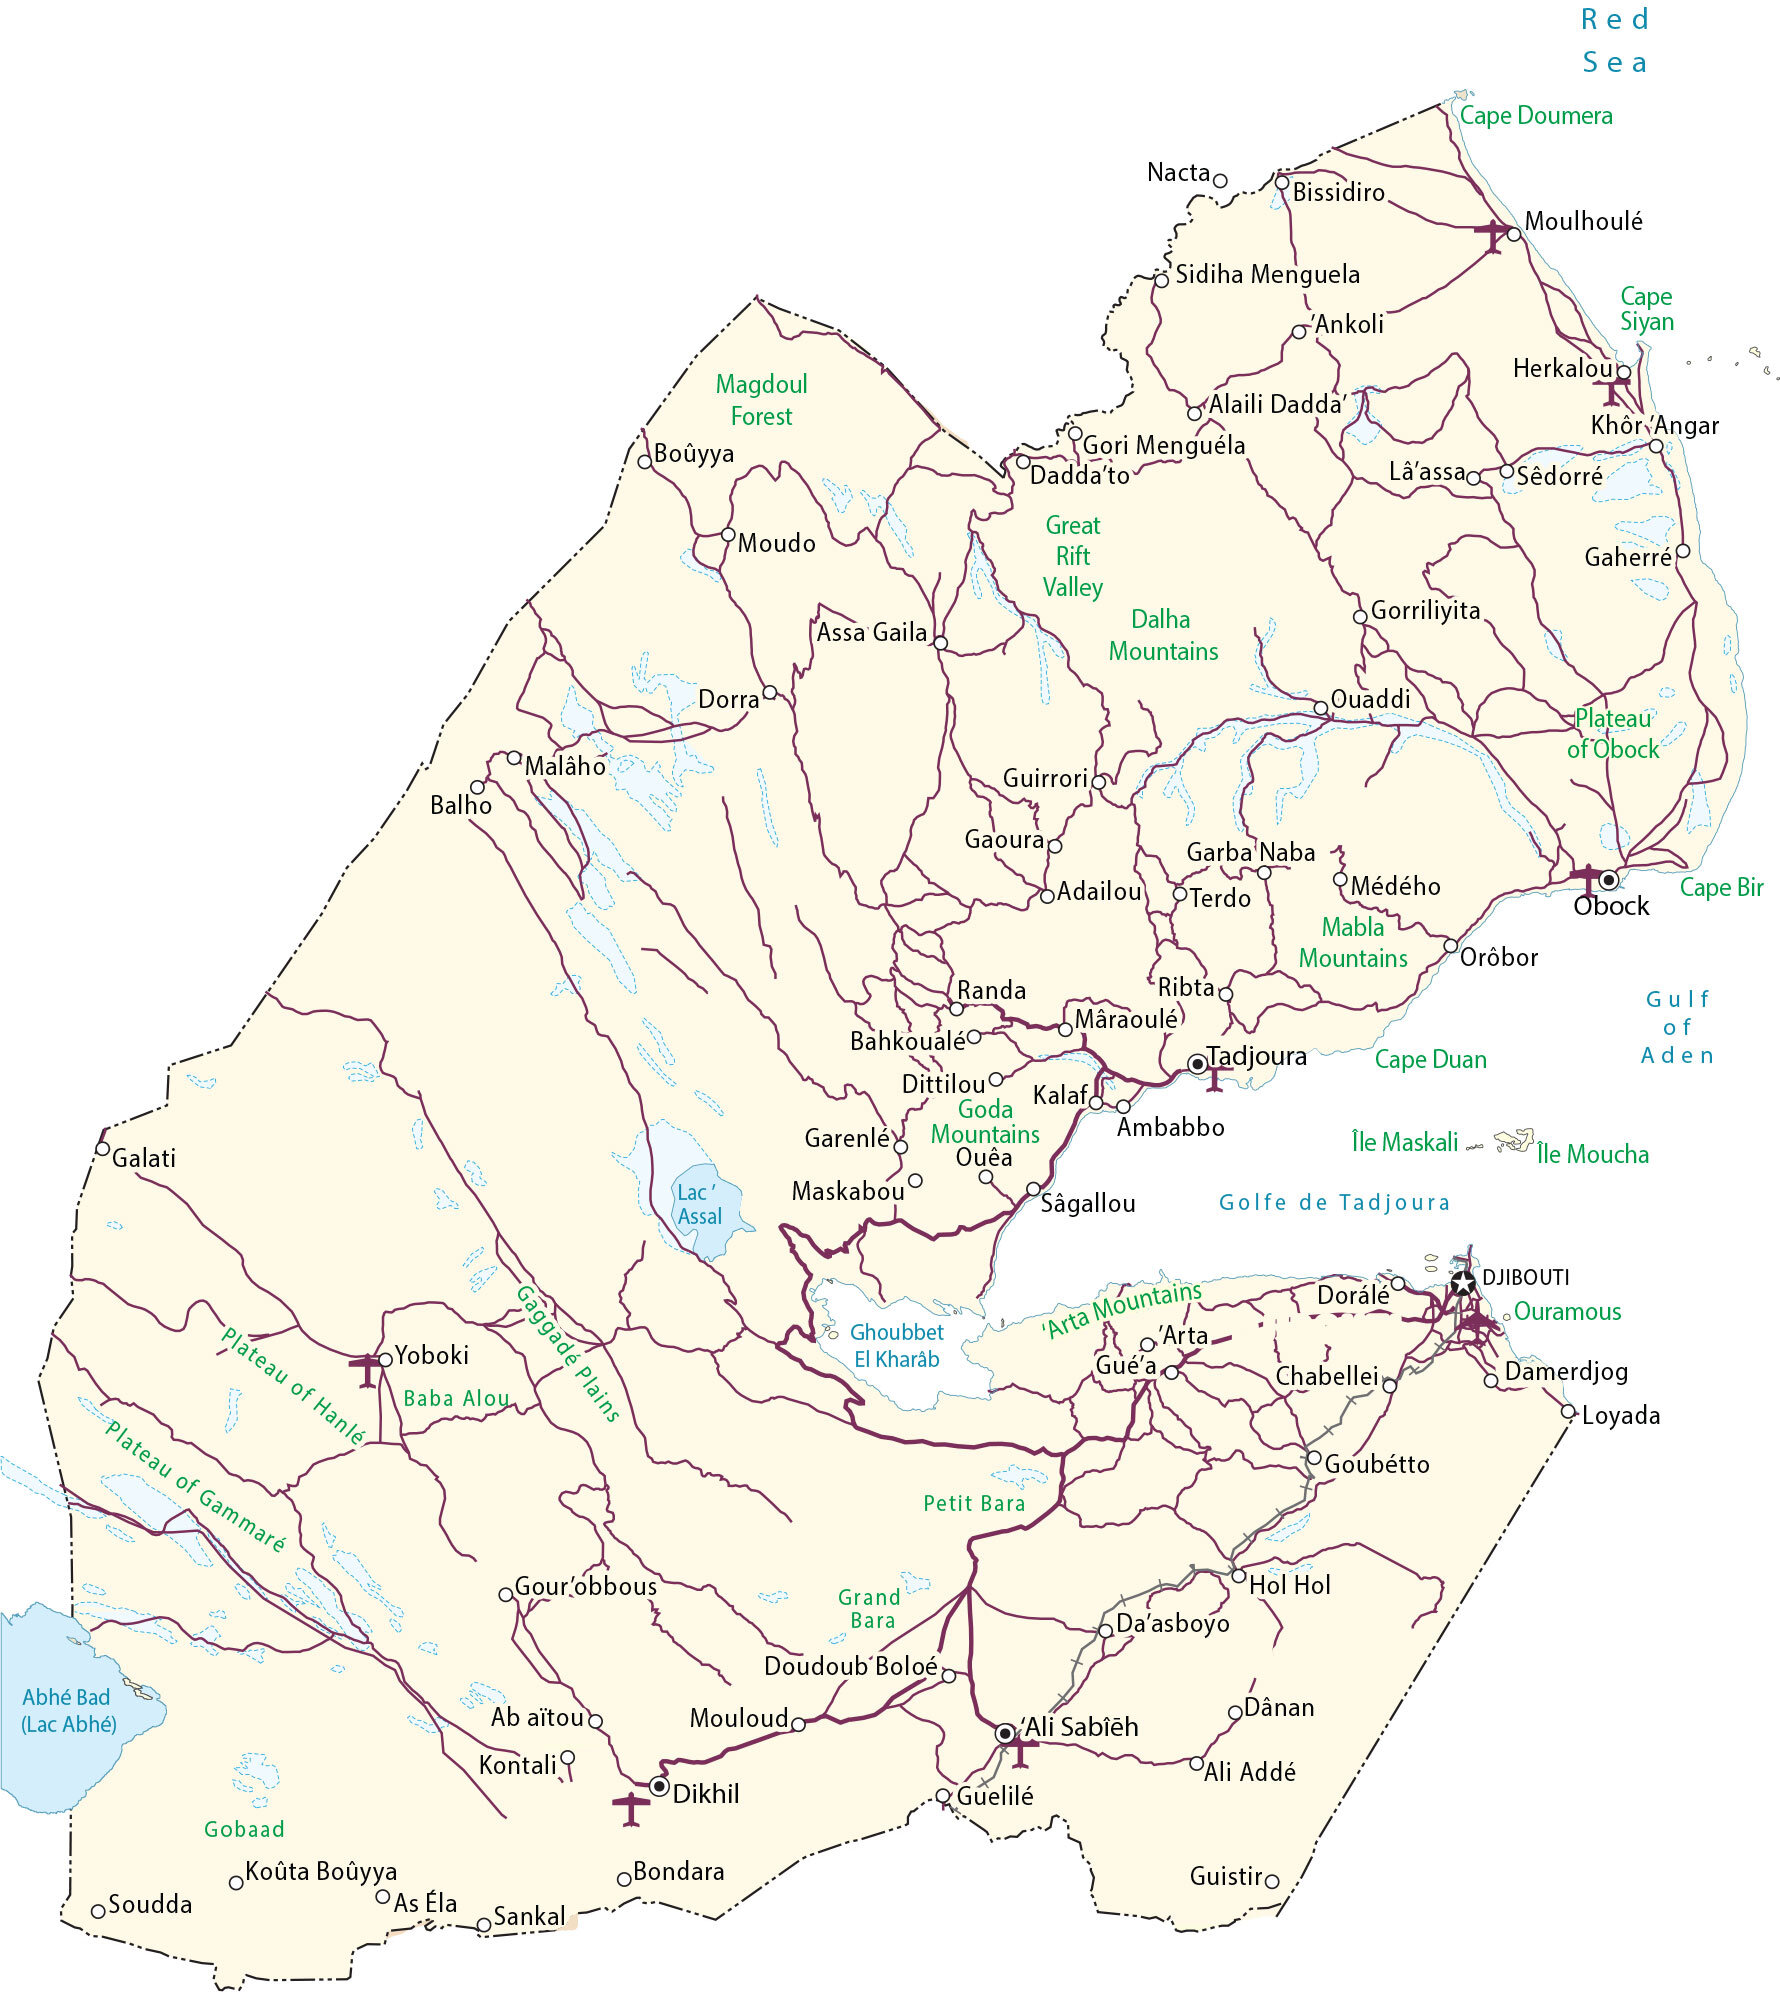 Red
Sea
Cape Doumera
Nacta
Bissidiro
Moulhoulé
Sidiha Menguela
Cape
Siyan
'Ankoli
Herkalou
Magdoul
Forest
Alaili Dadda'
Khôr 'Angar
Gori Menguéla
Boûyya
Dadda'to
Lâ'assa
Sêdorré
Great
Rift
Valley
Moudo
Gaherré
Gorriliyita
Dalha
Mountains
Assa Gaila
Dorra
Ouaddi
Plateau
of Obock
Malâho
Guirrori
Balho
Gaoura
Garba Naba
Adailou
Terdo
Médého
Cape Bir
Obock
Mabla
Mountains
Orôbor
Randa
Ribta
Gulf
of
Aden
Mâraoulé
Bahkoualé
Tadjoura
Cape Duan
Dittilou
Kalaf
Goda
Mountains
Ambabbo
Garenlé
Ouêa
Île Maskali
Île Moucha
Galati
Maskabou
Sâgallou
Lac '
Assal
Golfe de Tadjoura
DJIBOUTI
Dorálé
'Arta Mountains
Ouramous
Gaggadé Plains
Ghoubbet
El Kharâb
'Arta
Plateau of Hanlé
Yoboki
Gué'a
Chabellei
Damerdjog
Baba Alou
Loyada
Plateau of Gammaré
Goubétto
Petit Bara
Gour'obbous
Grand
Bara
Hol Hol
Da'asboyo
Doudoub Boloé
Abhé Bad
(Lac Abhé)
Ab aïtou
Mouloud
'Ali Sabîēh
Dânan
Kontali
Ali Addé
Dikhil
Guelilé
Gobaad
Koûta Boûyya
Bondara
Guistir
Soudda
As Éla
Sankal